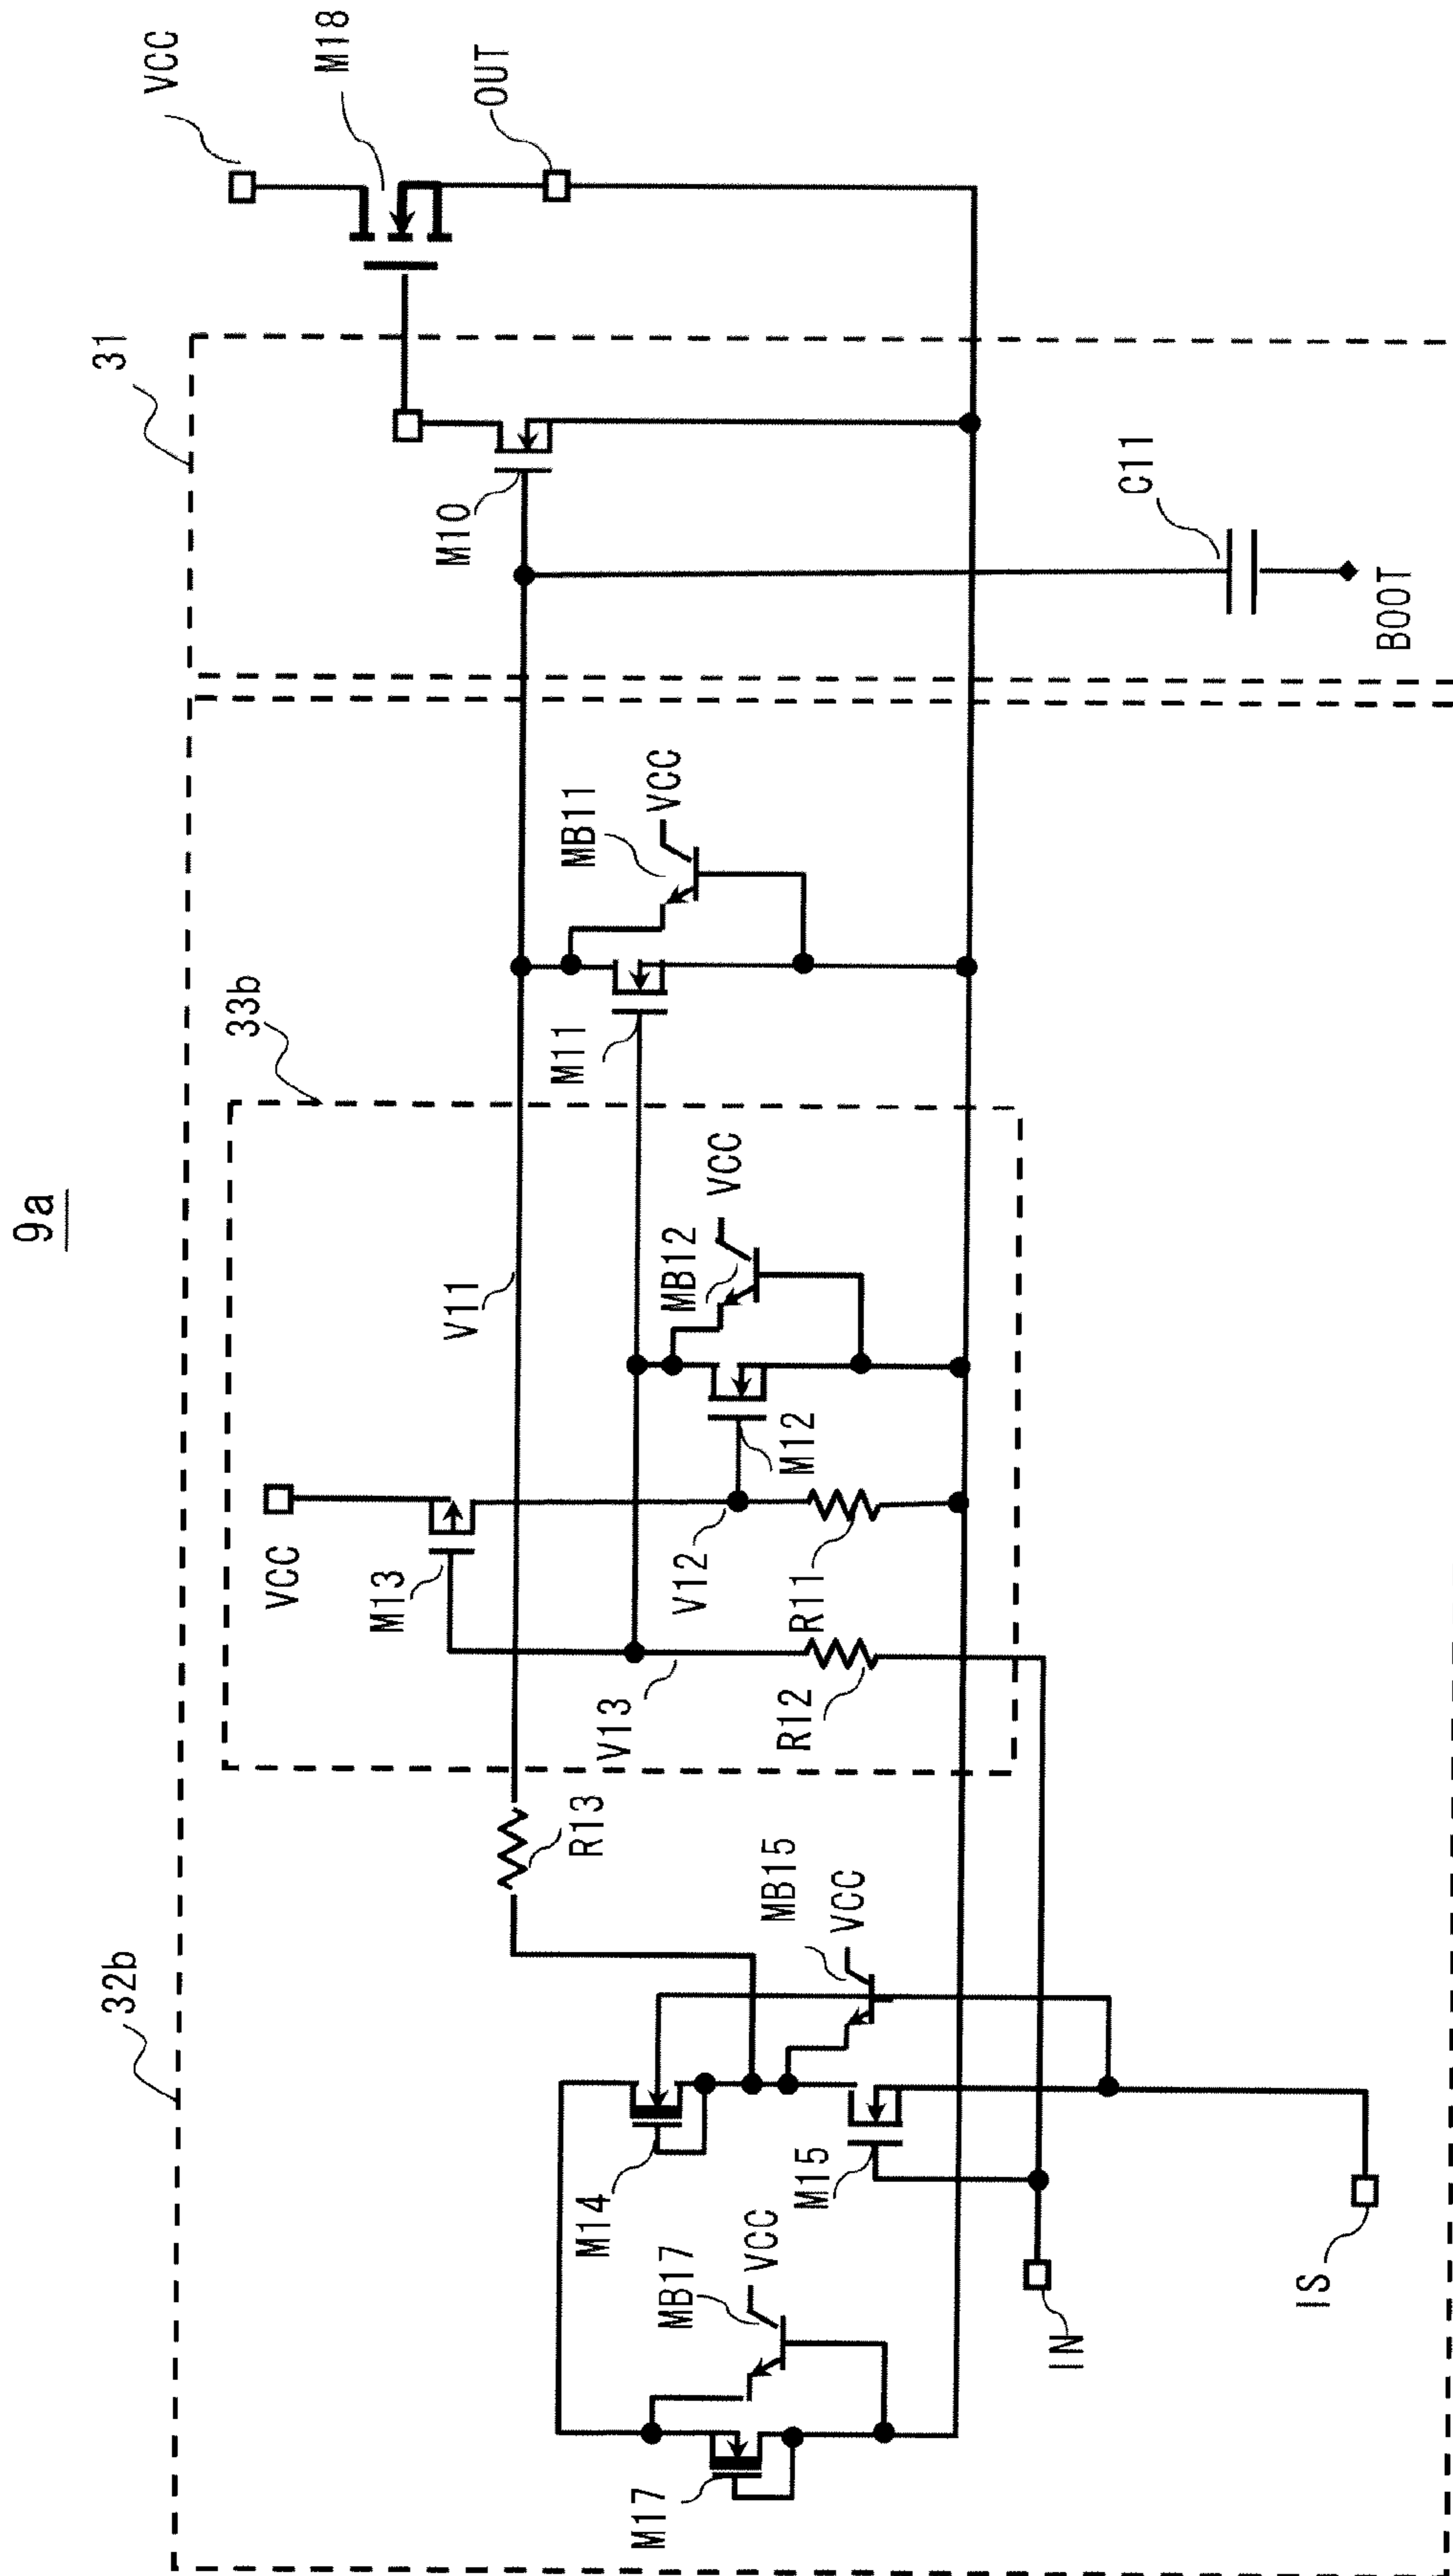 9a
32b
33b
31
VCC
M18
OUT
M10
C11
BOOT
MB11
VCC
M11
V11
MB12
VCC
M12
VCC
M13
V12
R11
V13
R12
R13
MB15
VCC
M14
M15
MB17
VCC
M17
IN
IS